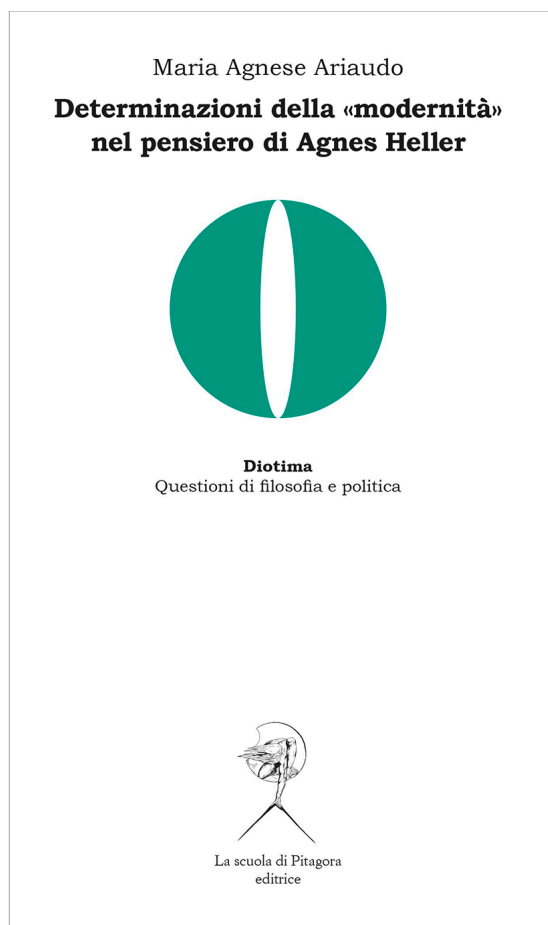 Maria Agnese Ariaudo
Determinazioni della «modernità»
nel pensiero di Agnes Heller
Diotima
Questioni di filosofia e politica
La scuola di Pitagora
editrice